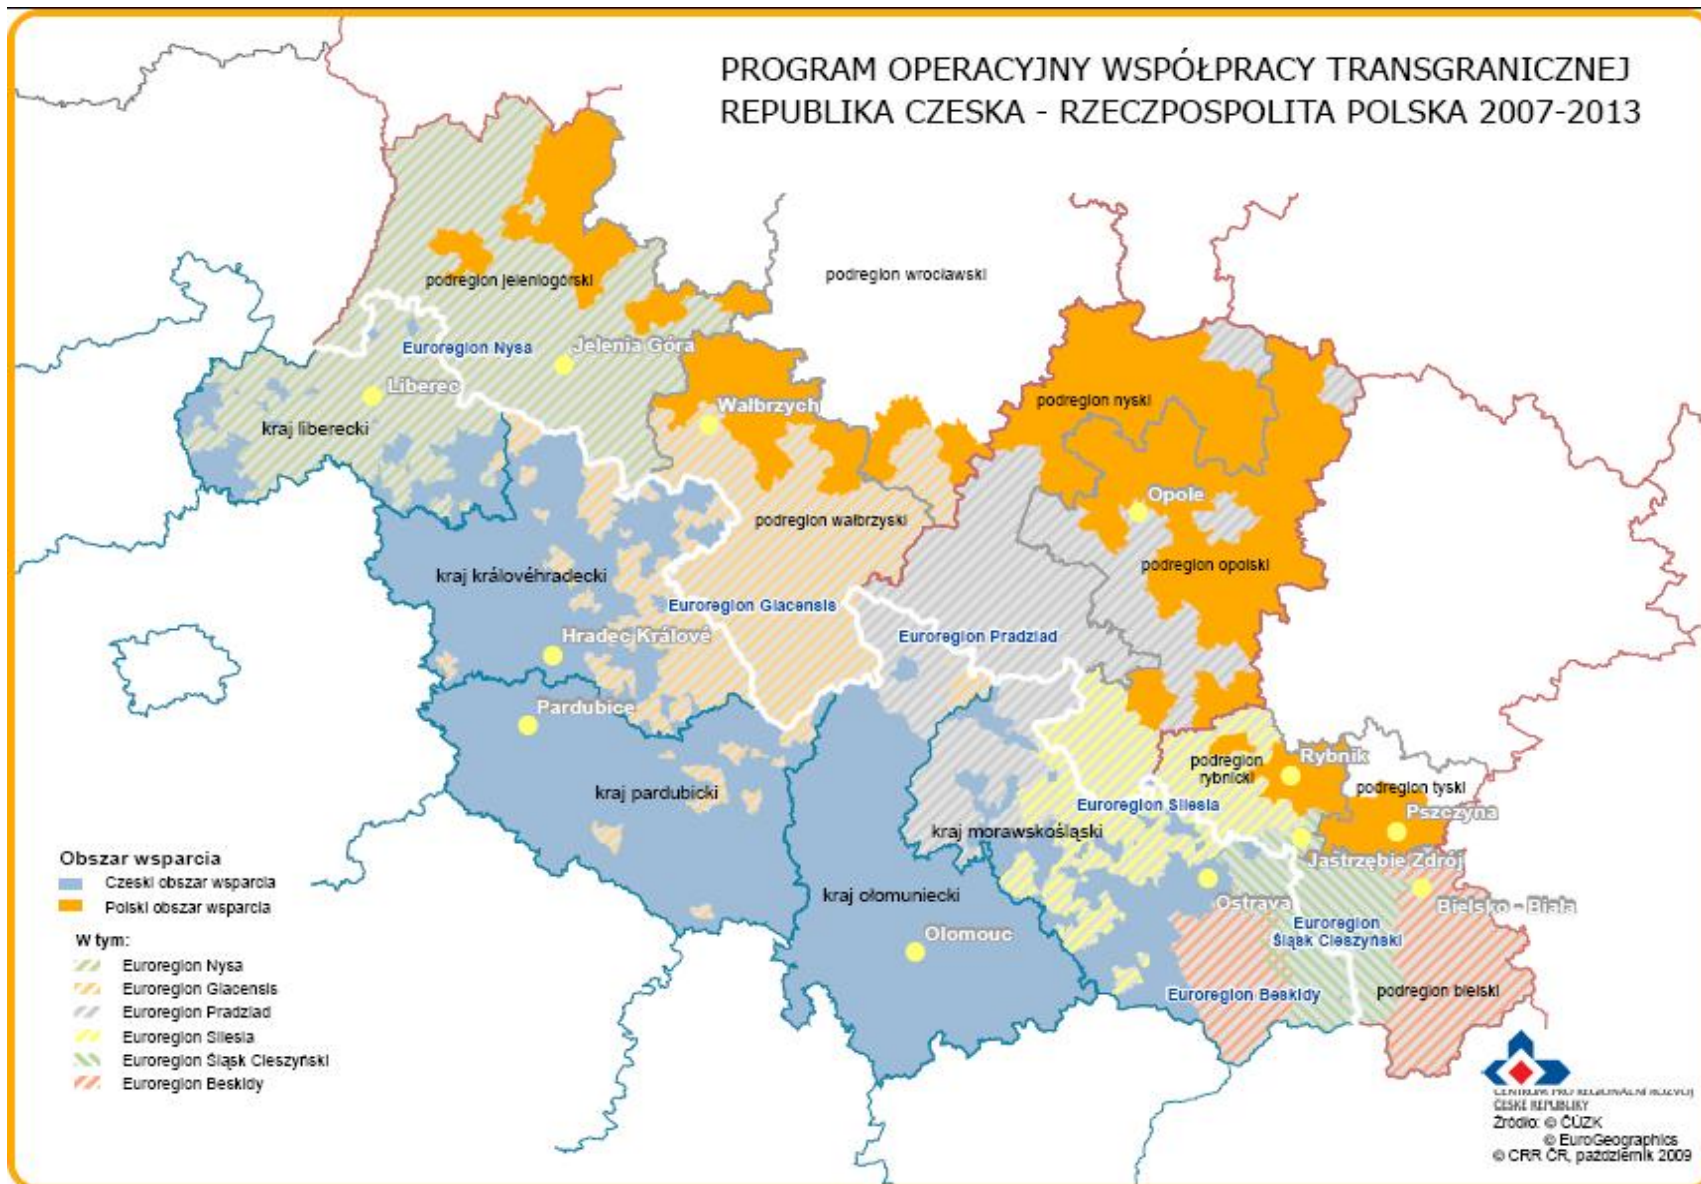 PROGRAM OPERACYJNY WSPÓŁPRACY TRANSGRANICZNEJ
REPUBLIKA CZESKA - RZECZPOSPOLITA POLSKA 2007-2013
podregion wrocławski
podregion jeleniogórski
Euroregion Nysa
Jelenia Góra
Liberec
kraj liberecki
Wałbrzych
podregion nyski
Opole
podregion wałbrzyski
podregion opolski
kraj královéhradecki
Euroregion Glacensis
Euroregion Pradziad
Hradec Králové
Pardubice
kraj pardubicki
podregion
rybnicki
Rybnik
podregion tyski
Euroregion Silesia
Pszczyna
kraj morawskośląski
Jastrzębie Zdrój
kraj ołomuniecki
Ostrava
Bielsko - Biała
Euroregion
Śląsk Cieszyński
Olomouc
Euroregion Beskidy
podregion bielski
Obszar wsparcia
Czeski obszar wsparcia
Polski obszar wsparcia
W tym:
Euroregion Nysa
Euroregion Glacensis
Euroregion Pradziad
Euroregion Silesia
Euroregion Śląsk Cieszyński
Euroregion Beskidy
CENTRUM PRO REGIONÁLNÍ ROZVOJ
ČESKÉ REPUBLIKY
Źródło: © ČÚZK
© EuroGeographics
© CRR ČR, październik 2009